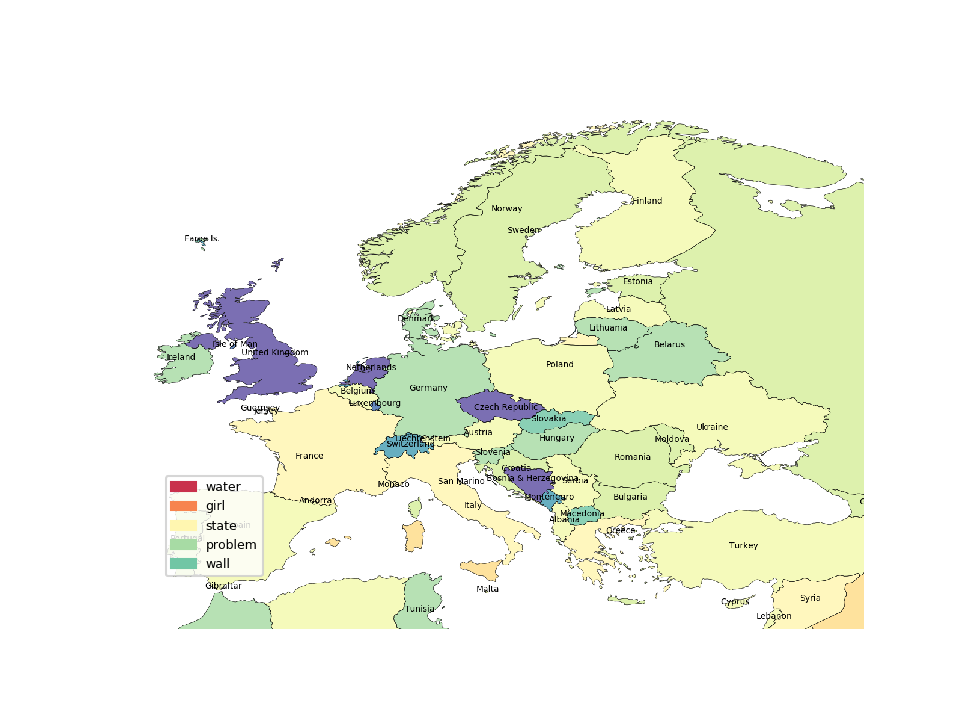 Norway
Finland
Sweden
Faroe Is.
Estonia
Latvia
Denmark
Lithuania
Isle of Man
Belarus
United Kingdom
Ireland
Poland
Netherlands
Germany
Belgium
Luxembourg
Czech Republic
Guernsey
Slovakia
Ukraine
Austria
Liechtenstein
Hungary
Moldova
Switzerland
Slovenia
France
Romania
Croatia
Bosnia & Herzegovina
Serbia
San Marino
Monaco
Montenegro
Bulgaria
Andorra
Italy
Macedonia
Albania
Greece
Portugal
Turkey
Gibraltar
Malta
Syria
Cyprus
Tunisia
Lebanon
water
girl
state
problem
wall